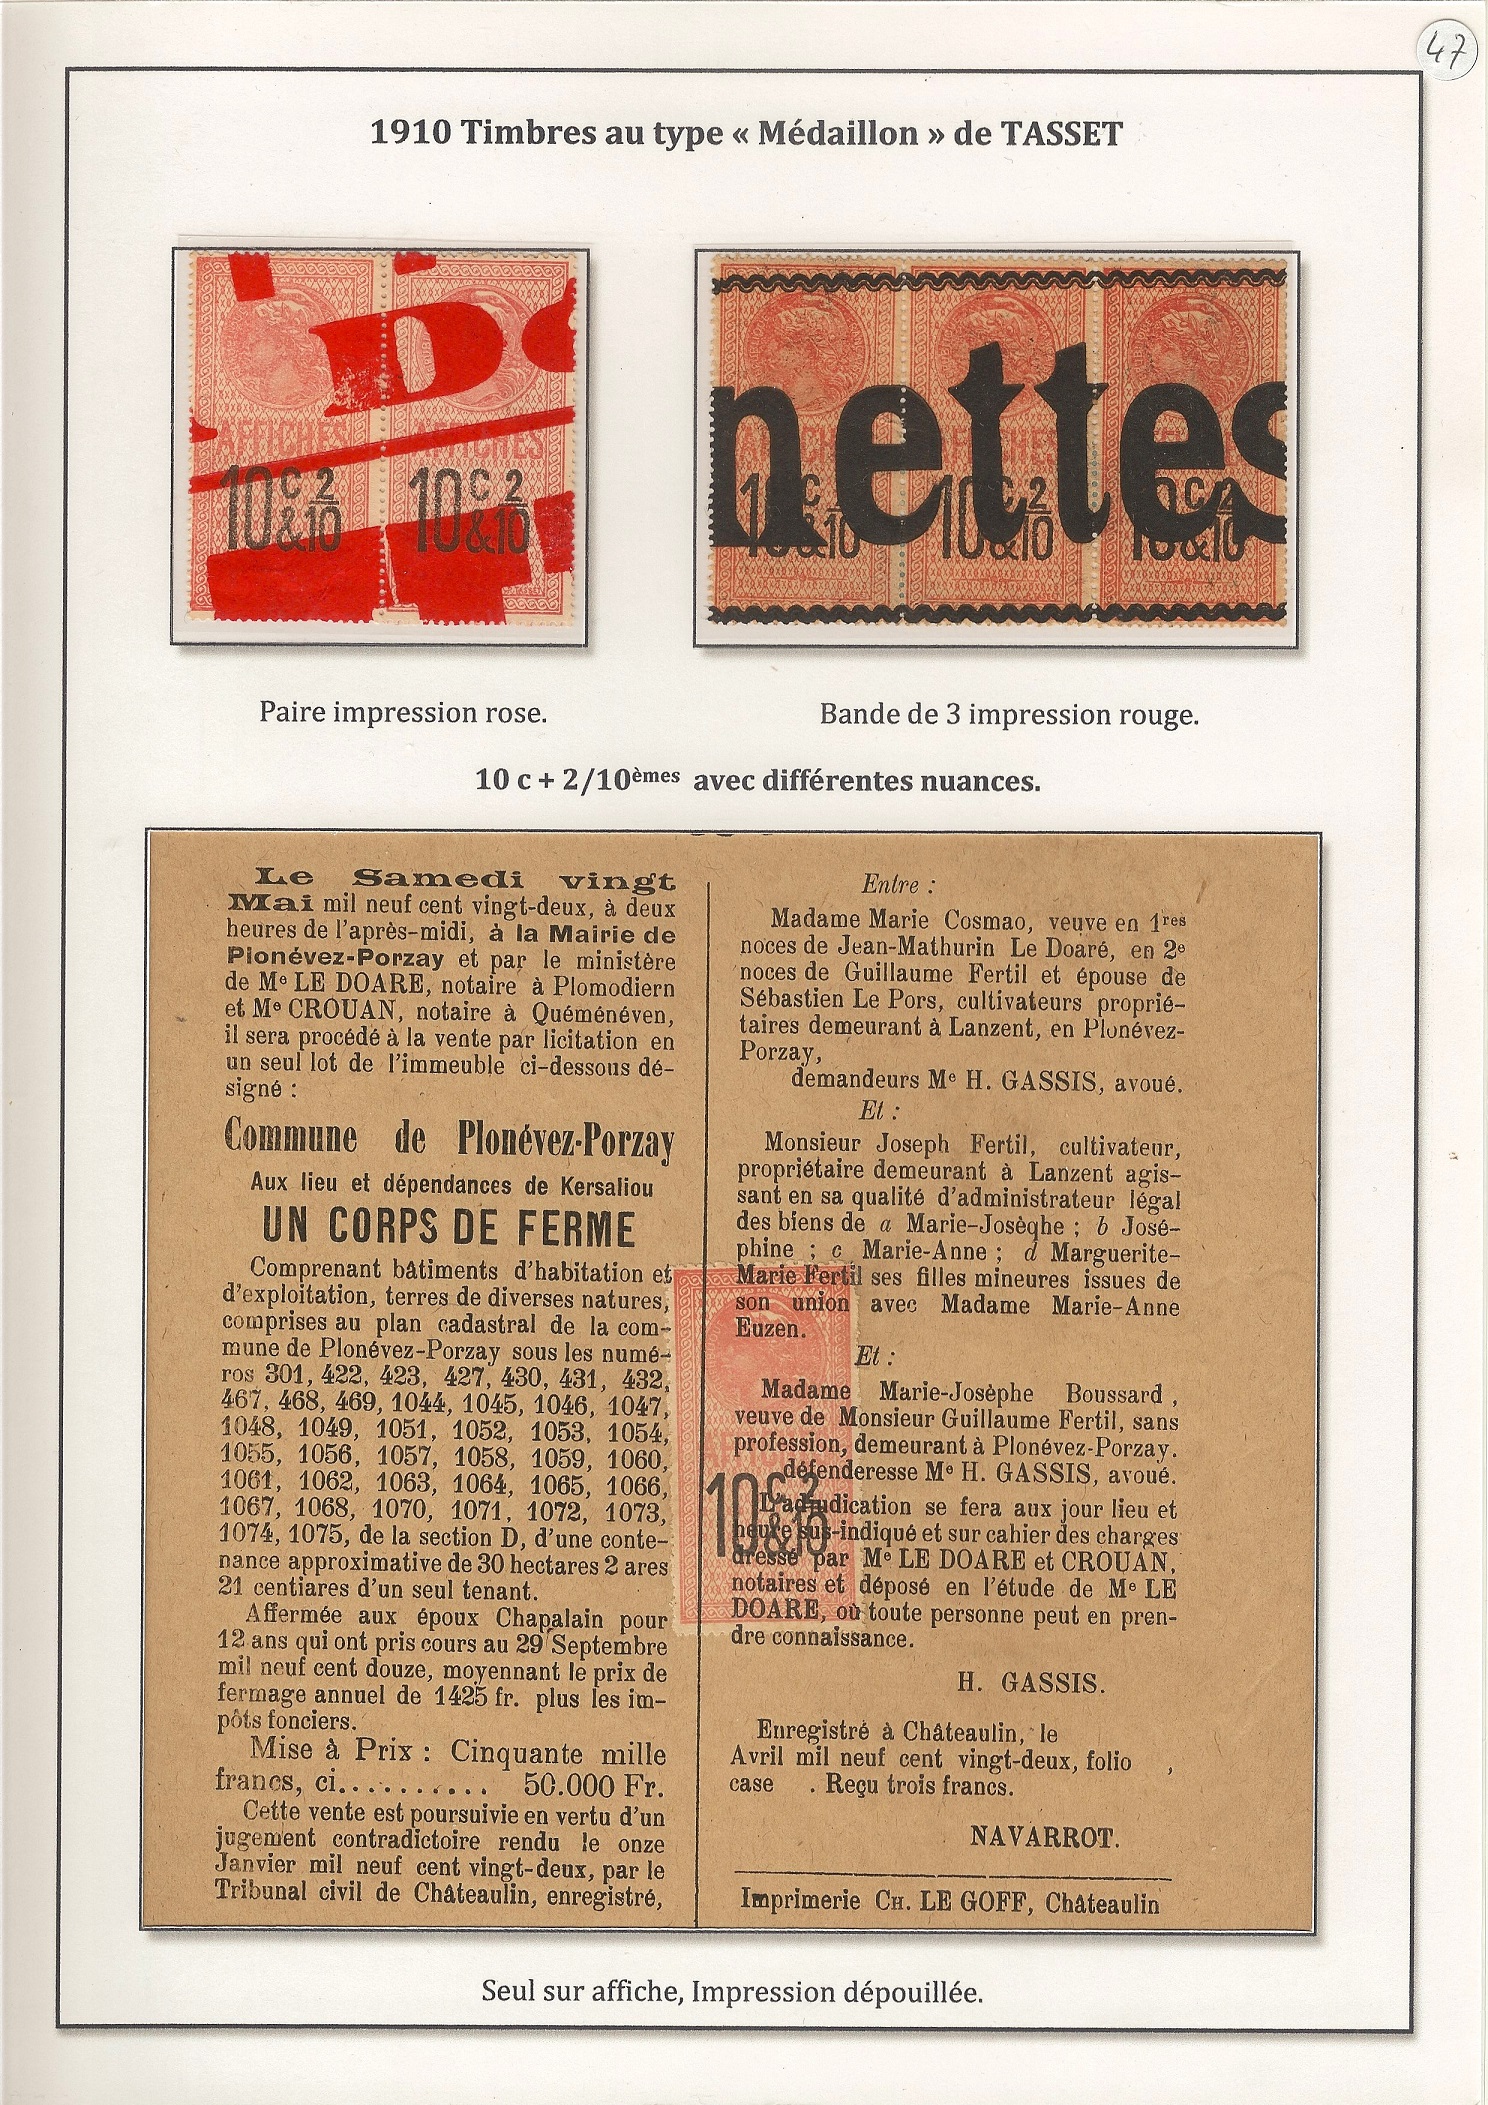 47
1910 Timbres au type « Médaillon » de TASSET
D
AFFICHES AFFICHES
10 c & 2/10 10 c & 2/10
nettes
AFFICHES AFFICHES
10 c & 2/10 10 c & 2/10 10 c & 2/10
Paire impression rose.
Bande de 3 impression rouge.
10 c + 2/10èmes avec différentes nuances.
Le Samedi vingt
Mai mil neuf cent vingt-deux, à deux
heures de l'après-midi, à la Mairie de
Plonévez-Porzay et par le ministère
de Me LE DOARE, notaire à Plomodiern
et Me CROUAN, notaire à Quéménéven,
il sera procédé à la vente par licitation en
un seul lot de l'immeuble ci-dessous dé-
signé :
Commune de Plonévez-Porzay
Aux lieu et dépendances de Kersaliou
UN CORPS DE FERME
Comprenant bâtiments d'habitation et
d'exploitation, terres de diverses natures,
comprises au plan cadastral de la com-
mune de Plonévez-Porzay sous les numé-
ros 301, 422, 423, 427, 430, 431, 432,
467, 468, 469, 1044, 1045, 1046, 1047,
1048, 1049, 1051, 1052, 1053, 1054,
1055, 1056, 1057, 1058, 1059, 1060,
1061, 1062, 1063, 1064, 1065, 1066,
1067, 1068, 1070, 1071, 1072, 1073,
1074, 1075, de la section D, d'une conte-
nance approximative de 30 hectares 2 ares
21 centiares d'un seul tenant.
Affermée aux époux Chapalain pour
12 ans qui ont pris cours au 29 Septembre
mil neuf cent douze, moyennant le prix de
fermage annuel de 1425 fr. plus les im-
pôts fonciers.
Mise à Prix : Cinquante mille
francs, ci.......... 50.000 Fr.
Cette vente est poursuivie en vertu d'un
jugement contradictoire rendu le onze
Janvier mil neuf cent vingt-deux, par le
Tribunal civil de Châteaulin, enregistré,
Entre :
Madame Marie Cosmao, veuve en 1res
noces de Jean-Mathurin Le Doaré, en 2e
noces de Guillaume Fertil et épouse de
Sébastien Le Pors, cultivateurs proprié-
taires demeurant à Lanzent, en Plonévez-
Porzay,
demandeurs Me H. GASSIS, avoué.
Et :
Monsieur Joseph Fertil, cultivateur,
propriétaire demeurant à Lanzent agis-
sant en sa qualité d'administrateur légal
des biens de a Marie-Josèqhe ; b José-
phine ; c Marie-Anne ; d Marguerite-
Marie Fertil ses filles mineures issues de
son union avec Madame Marie-Anne
Euzen.
Et :
Madame Marie-Josèphe Boussard,
veuve de Monsieur Guillaume Fertil, sans
profession, demeurant à Plonévez-Porzay.
défenderesse Me H. GASSIS, avoué.
L'adjudication se fera aux jour lieu et
heure sus-indiqué et sur cahier des charges
dressé par Me LE DOARE et CROUAN,
notaires et déposé en l'étude de Me LE
DOARE, où toute personne peut en pren-
dre connaissance.
10 c & 2/10
H. GASSIS.
Enregistré à Châteaulin, le
Avril mil neuf cent vingt-deux, folio ,
case . Reçu trois francs.
NAVARROT.
Imprimerie CH. LE GOFF, Châteaulin
Seul sur affiche, Impression dépouillée.